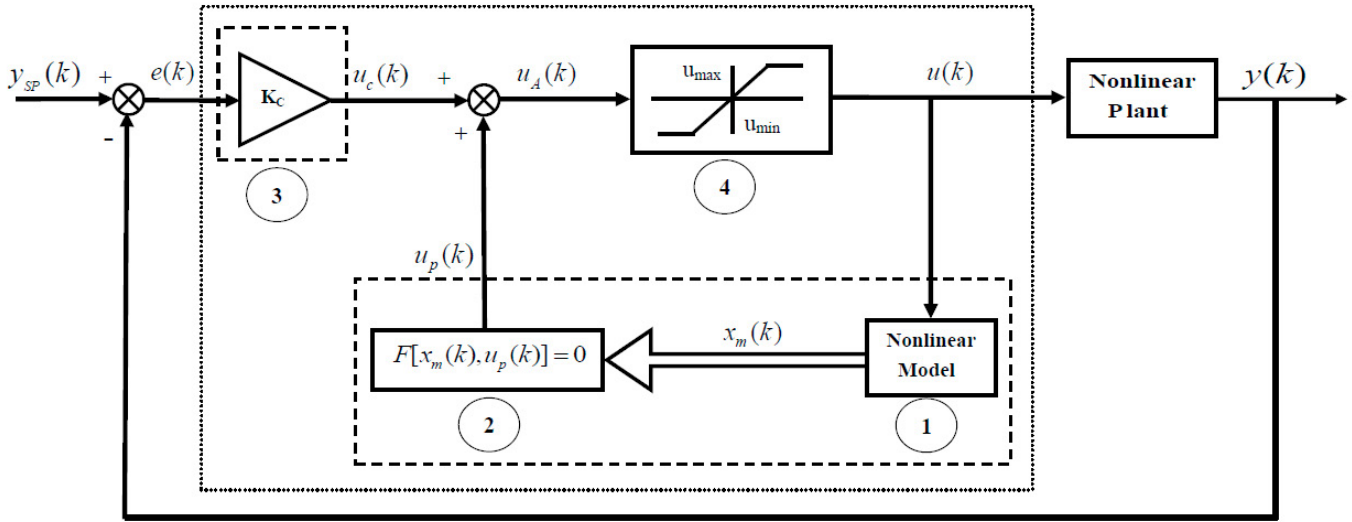 y_SP(k)
+
-
e(k)
K_C
u_c(k)
3
+
+
u_A(k)
u_max
u_min
4
u(k)
Nonlinear
Plant
y(k)
u_p(k)
F[x_m(k), u_p(k)] = 0
2
x_m(k)
Nonlinear
Model
1